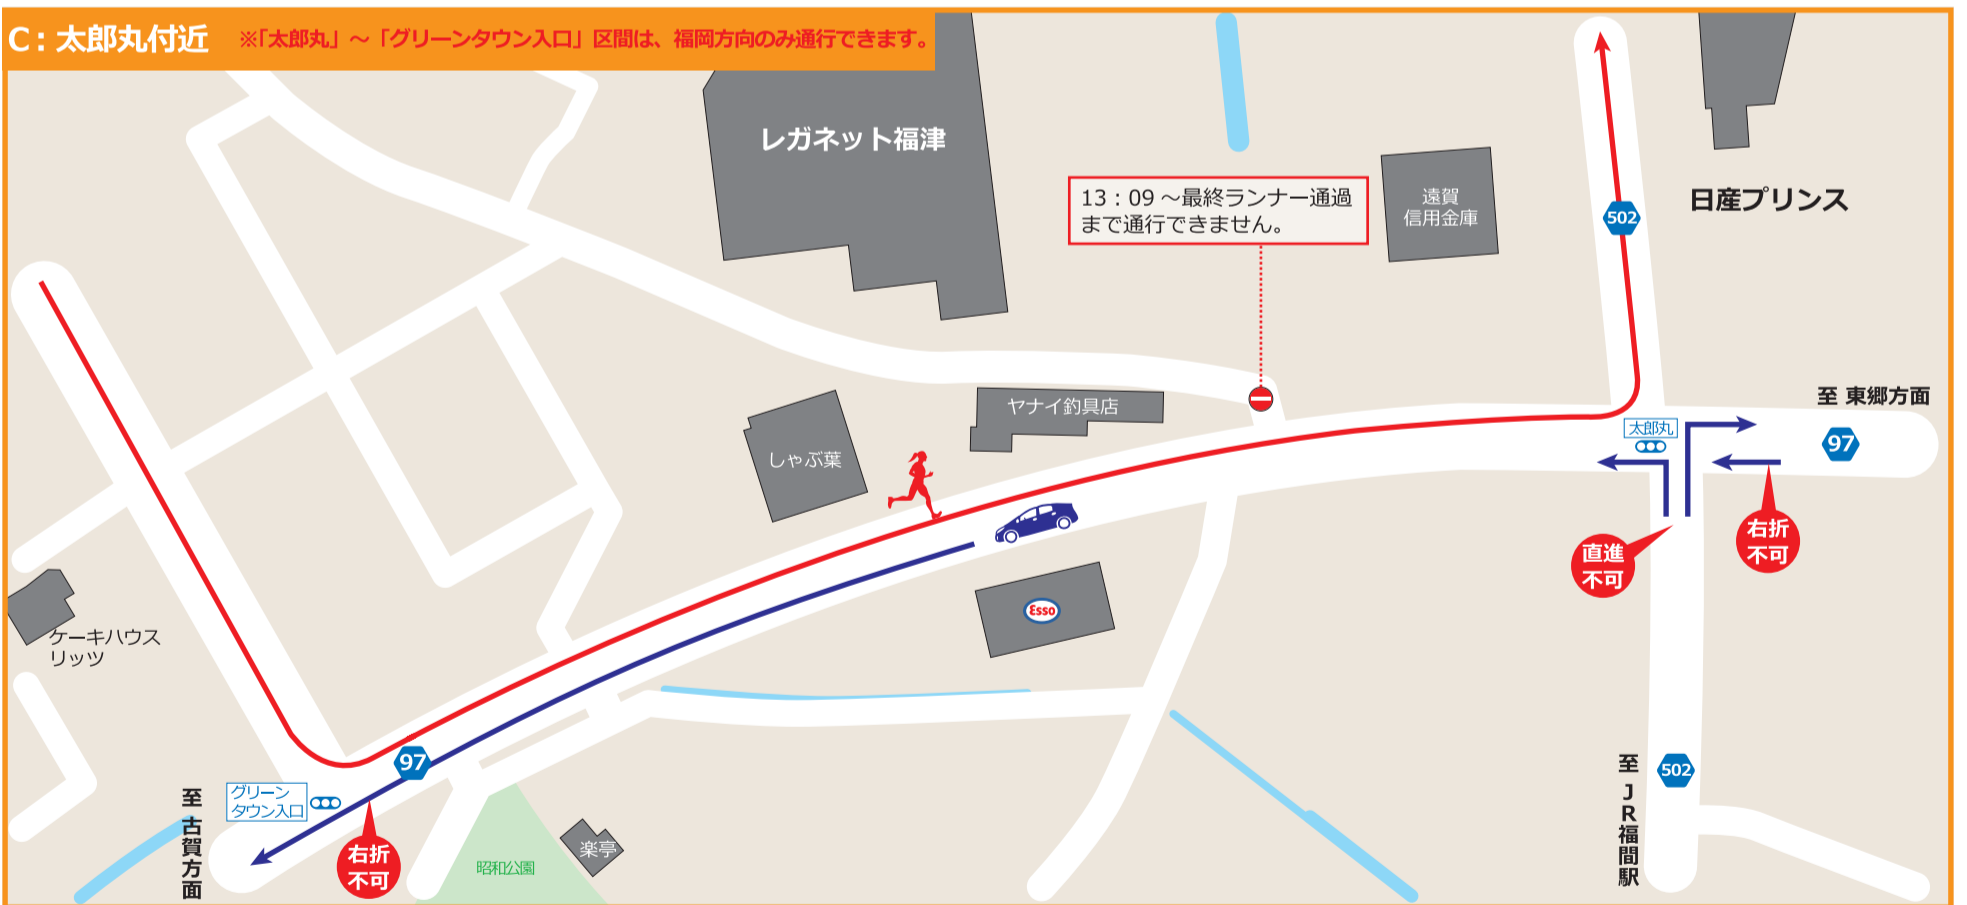 C：太郎丸付近　※「太郎丸」～「グリーンタウン入口」区間は、福岡方向のみ通行できます。
レガネット福津
13：09 ～最終ランナー通過
まで通行できません。
遠賀
信用金庫
502
日産プリンス
至 東郷方面
ヤナイ釣具店
太郎丸
97
しゃぶ葉
右折
不可
直進
不可
Esso
ケーキハウス
リッツ
97
グリーン
タウン入口
至 古賀方面
右折
不可
昭和公園
楽亭
至 JR福間駅
502